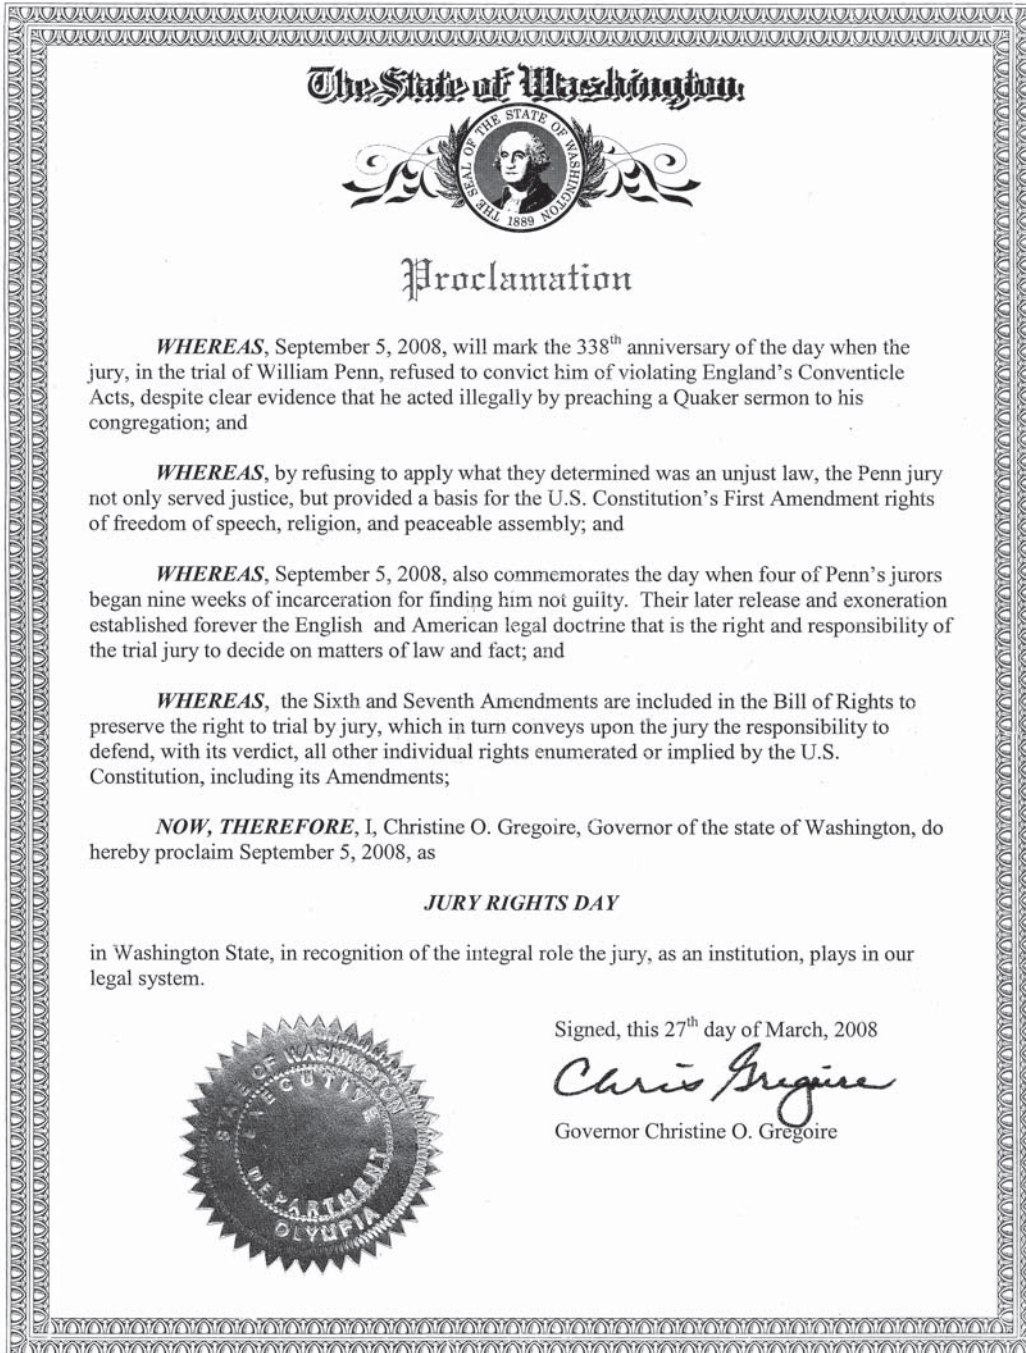 The State of Washington
THE SEAL OF THE STATE OF WASHINGTON
1889
Proclamation
WHEREAS, September 5, 2008, will mark the 338th anniversary of the day when the
jury, in the trial of William Penn, refused to convict him of violating England's Conventicle
Acts, despite clear evidence that he acted illegally by preaching a Quaker sermon to his
congregation; and
WHEREAS, by refusing to apply what they determined was an unjust law, the Penn jury
not only served justice, but provided a basis for the U.S. Constitution's First Amendment rights
of freedom of speech, religion, and peaceable assembly; and
WHEREAS, September 5, 2008, also commemorates the day when four of Penn's jurors
began nine weeks of incarceration for finding him not guilty. Their later release and exoneration
established forever the English and American legal doctrine that is the right and responsibility of
the trial jury to decide on matters of law and fact; and
WHEREAS, the Sixth and Seventh Amendments are included in the Bill of Rights to
preserve the right to trial by jury, which in turn conveys upon the jury the responsibility to
defend, with its verdict, all other individual rights enumerated or implied by the U.S.
Constitution, including its Amendments;
NOW, THEREFORE, I, Christine O. Gregoire, Governor of the state of Washington, do
hereby proclaim September 5, 2008, as
JURY RIGHTS DAY
in Washington State, in recognition of the integral role the jury, as an institution, plays in our
legal system.
Signed, this 27th day of March, 2008
Chris Gregoire
Governor Christine O. Gregoire
STATE OF WASHINGTON
EXECUTIVE
DEPARTMENT
OLYMPIA